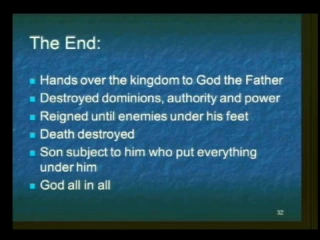 The End:
Hands over the kingdom to God the Father
Destroyed dominions, authority and power
Reigned until enemies under his feet
Death destroyed
Son subject to him who put everything
under him
God all in all
32